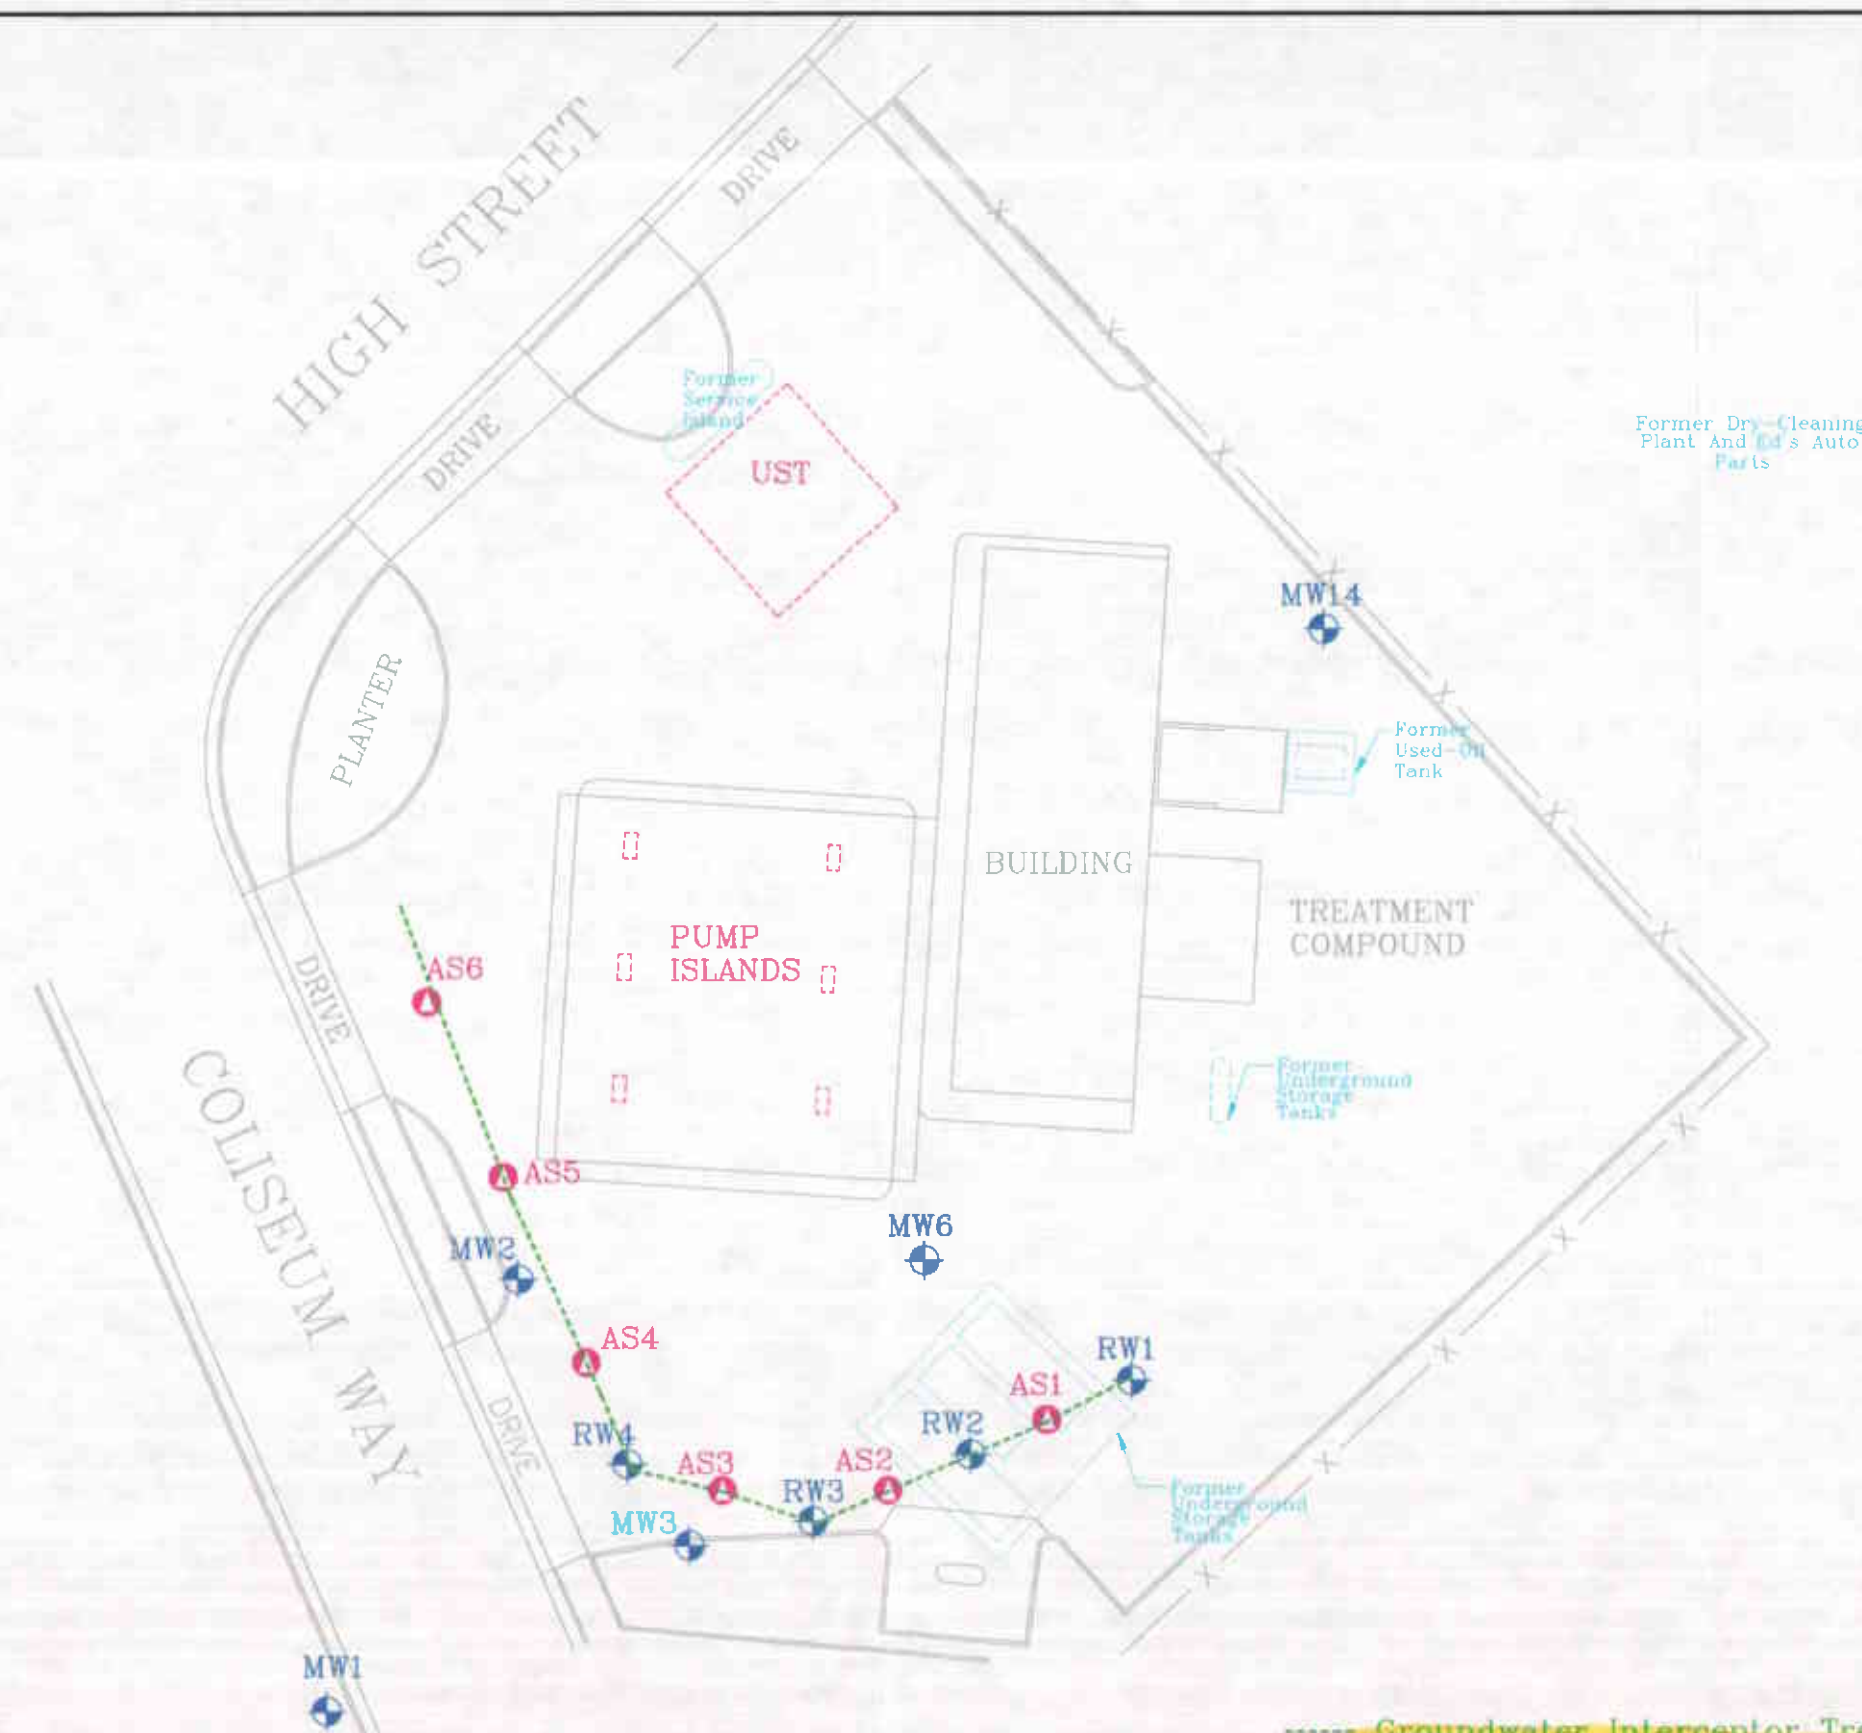 HIGH STREET
DRIVE
Former
Service
Island
UST
DRIVE
Former Dry-Cleaning
Plant And Ed's Auto
Parts
MW14
PLANTER
Former
Used-Oil
Tank
BUILDING
PUMP
ISLANDS
TREATMENT
COMPOUND
AS6
DRIVE
Former
Underground
Storage
Tanks
COLISEUM WAY
AS5
MW2
MW6
AS4
RW1
AS1
DRIVE
RW4
RW2
AS3
AS2
RW3
MW3
Former
Underground
Storage
Tanks
MW1
Groundwater Interceptor